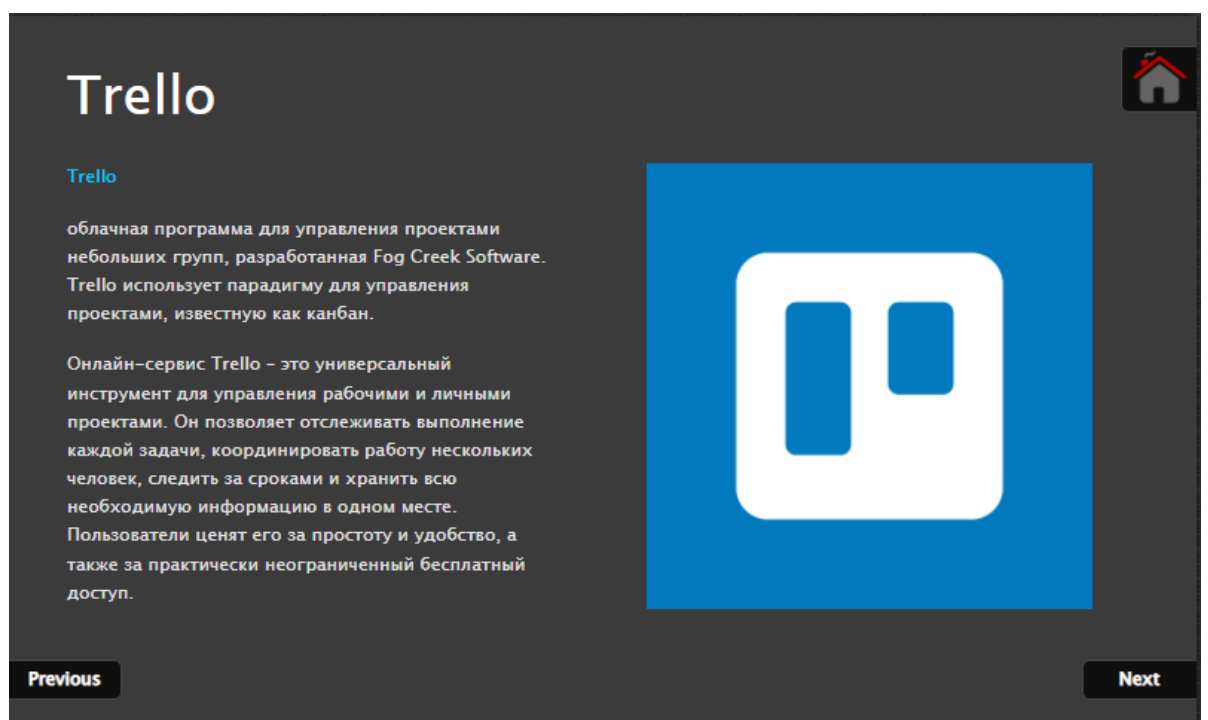 Trello
Trello
облачная программа для управления проектами
небольших групп, разработанная Fog Creek Software.
Trello использует парадигму для управления
проектами, известную как канбан.
Онлайн-сервис Trello – это универсальный
инструмент для управления рабочими и личными
проектами. Он позволяет отслеживать выполнение
каждой задачи, координировать работу нескольких
человек, следить за сроками и хранить всю
необходимую информацию в одном месте.
Пользователи ценят его за простоту и удобство, а
также за практически неограниченный бесплатный
доступ.
Previous
Next